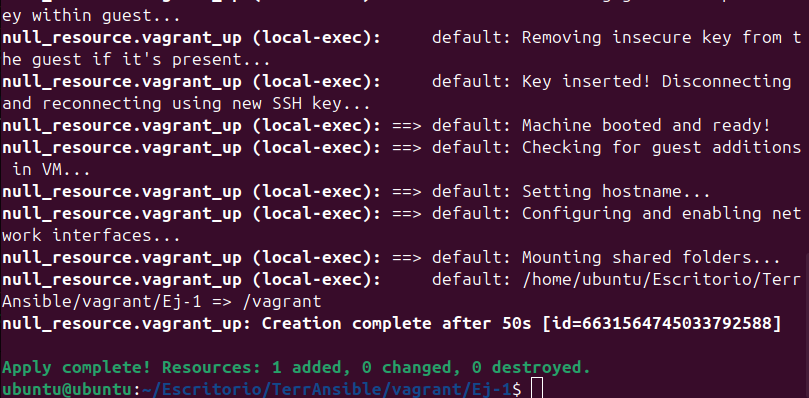 ey within guest...
null_resource.vagrant_up (local-exec):     default: Removing insecure key from t
he guest if it's present...
null_resource.vagrant_up (local-exec):     default: Key inserted! Disconnecting
and reconnecting using new SSH key...
null_resource.vagrant_up (local-exec): ==> default: Machine booted and ready!
null_resource.vagrant_up (local-exec): ==> default: Checking for guest additions
 in VM...
null_resource.vagrant_up (local-exec): ==> default: Setting hostname...
null_resource.vagrant_up (local-exec): ==> default: Configuring and enabling net
work interfaces...
null_resource.vagrant_up (local-exec): ==> default: Mounting shared folders...
null_resource.vagrant_up (local-exec):     default: /home/ubuntu/Escritorio/Terr
Ansible/vagrant/Ej-1 => /vagrant
null_resource.vagrant_up: Creation complete after 50s [id=6631564745033792588]

Apply complete! Resources: 1 added, 0 changed, 0 destroyed.
ubuntu@ubuntu:~/Escritorio/TerrAnsible/vagrant/Ej-1$